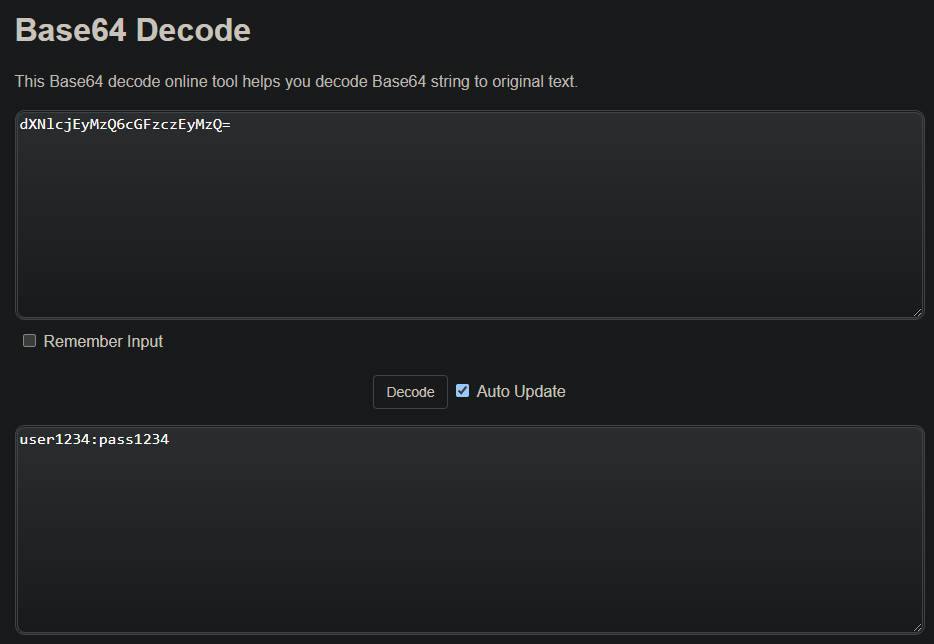 Base64 Decode
This Base64 decode online tool helps you decode Base64 string to original text.
dXNlcjEyMzQ6cGFzczEyMzQ=
Remember Input
Decode
Auto Update
user1234:pass1234